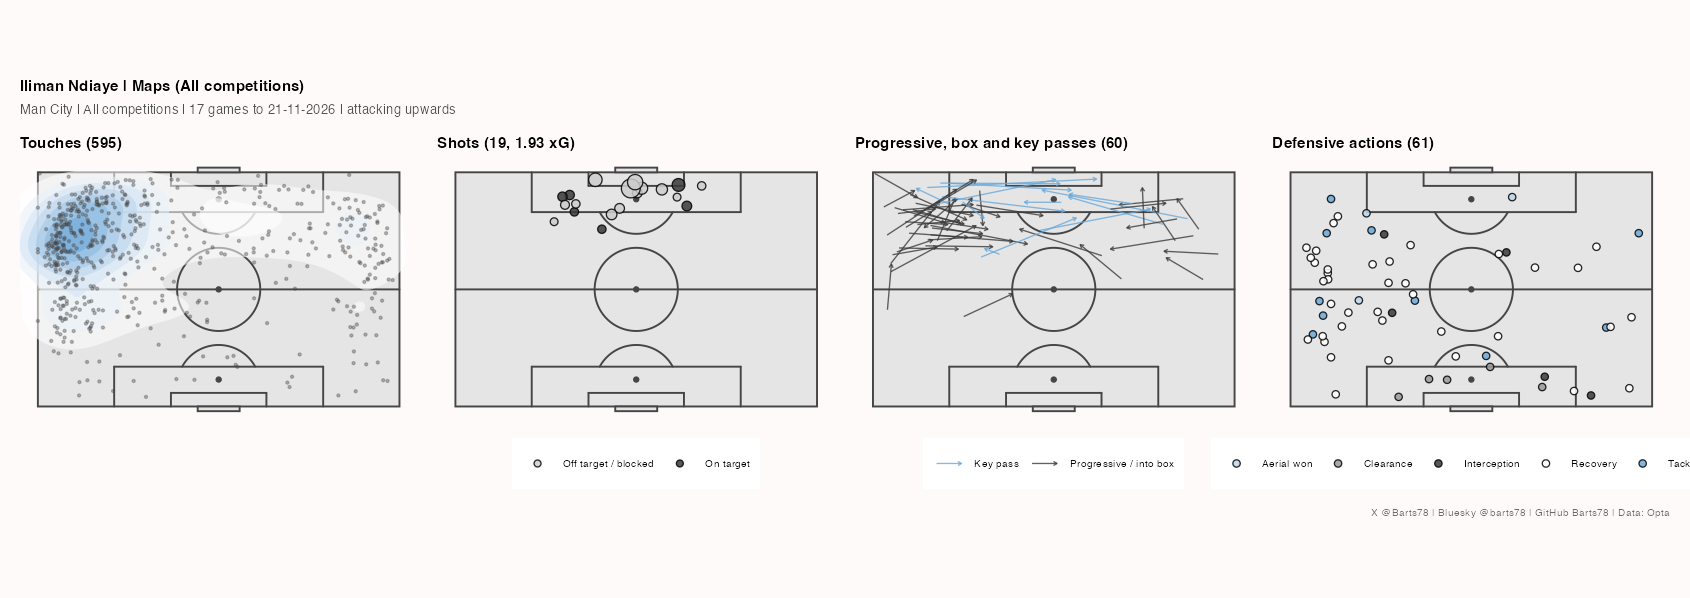 Iliman Ndiaye | Maps (All competitions)
Man City | All competitions | 17 games to 21-11-2026 | attacking upwards
Touches (595)
Shots (19, 1.93 xG)
Progressive, box and key passes (60)
Defensive actions (61)
Off target / blocked
On target
Key pass
Progressive / into box
Aerial won
Clearance
Interception
Recovery
Tack
X @Barts78 | Bluesky @barts78 | GitHub Barts78 | Data: Opta